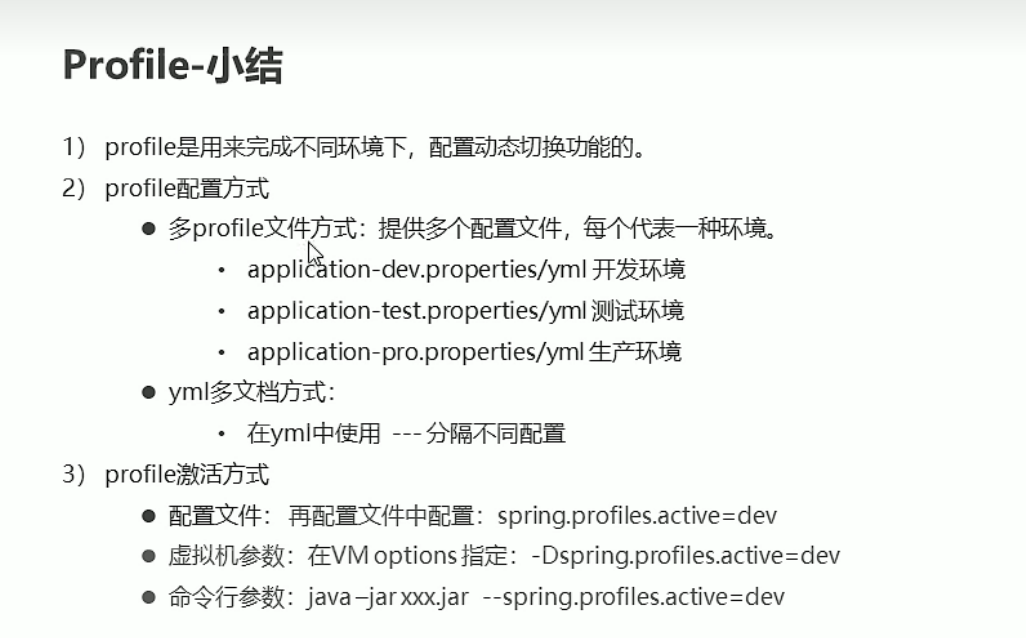 Profile-小结
1） profile是用来完成不同环境下，配置动态切换功能的。
2） profile配置方式
● 多profile文件方式：提供多个配置文件，每个代表一种环境。
• application-dev.properties/yml 开发环境
• application-test.properties/yml 测试环境
• application-pro.properties/yml 生产环境
● yml多文档方式：
• 在yml中使用 --- 分隔不同配置
3） profile激活方式
● 配置文件： 再配置文件中配置：spring.profiles.active=dev
● 虚拟机参数：在VM options 指定：-Dspring.profiles.active=dev
● 命令行参数：java –jar xxx.jar --spring.profiles.active=dev